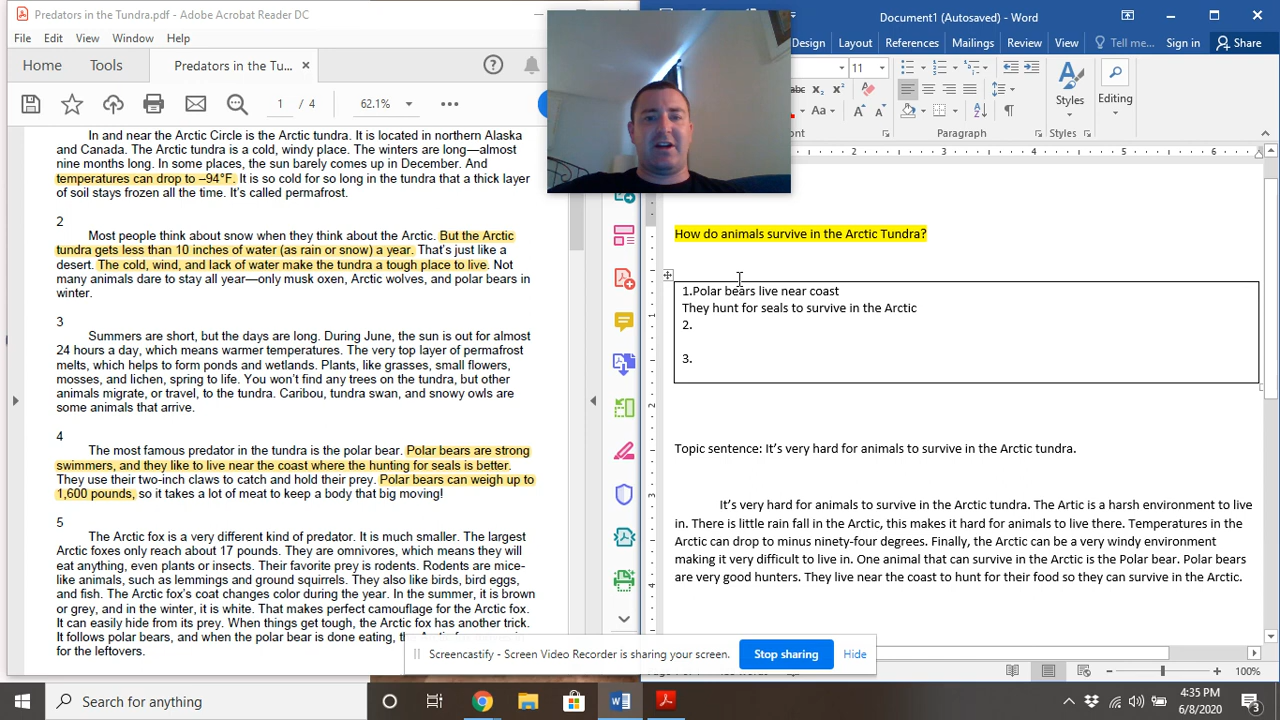 Predators in the Tundra.pdf - Adobe Acrobat Reader DC
File Edit View Window Help
Home Tools Predators in the Tu... ×
1 / 4 62.1%
In and near the Arctic Circle is the Arctic tundra. It is located in northern Alaska
and Canada. The Arctic tundra is a cold, windy place. The winters are long—almost
nine months long. In some places, the sun barely comes up in December. And
temperatures can drop to –94°F. It is so cold for so long in the tundra that a thick layer
of soil stays frozen all the time. It's called permafrost.
2
Most people think about snow when they think about the Arctic. But the Arctic
tundra gets less than 10 inches of water (as rain or snow) a year. That's just like a
desert. The cold, wind, and lack of water make the tundra a tough place to live. Not
many animals dare to stay all year—only musk oxen, Arctic wolves, and polar bears in
winter.
3
Summers are short, but the days are long. During June, the sun is out for almost
24 hours a day, which means warmer temperatures. The very top layer of permafrost
melts, which helps to form ponds and wetlands. Plants, like grasses, small flowers,
mosses, and lichen, spring to life. You won't find any trees on the tundra, but other
animals migrate, or travel, to the tundra. Caribou, tundra swan, and snowy owls are
some animals that arrive.
4
The most famous predator in the tundra is the polar bear. Polar bears are strong
swimmers, and they like to live near the coast where the hunting for seals is better.
They use their two-inch claws to catch and hold their prey. Polar bears can weigh up to
1,600 pounds, so it takes a lot of meat to keep a body that big moving!
5
The Arctic fox is a very different kind of predator. It is much smaller. The largest
Arctic foxes only reach about 17 pounds. They are omnivores, which means they will
eat anything, even plants or insects. Their favorite prey is rodents. Rodents are mice-
like animals, such as lemmings and ground squirrels. They also like birds, bird eggs,
and fish. The Arctic fox's coat changes color during the year. In the summer, it is brown
or grey, and in the winter, it is white. That makes perfect camouflage for the Arctic fox.
It can easily hide from its prey. When things get tough, the Arctic fox has another trick.
It follows polar bears, and when the polar bear is done eating,
for the leftovers.
Document1 (Autosaved) - Word
Design Layout References Mailings Review View Tell me... Sign in Share
11
Aa
Styles
Editing
Paragraph Styles
2 3 4 5 6
How do animals survive in the Arctic Tundra?
1.Polar bears live near coast
They hunt for seals to survive in the Arctic
2.
3.
Topic sentence: It's very hard for animals to survive in the Arctic tundra.
It's very hard for animals to survive in the Arctic tundra. The Artic is a harsh environment to live
in. There is little rain fall in the Arctic, this makes it hard for animals to live there. Temperatures in the
Arctic can drop to minus ninety-four degrees. Finally, the Arctic can be a very windy environment
making it very difficult to live in. One animal that can survive in the Arctic is the Polar bear. Polar bears
are very good hunters. They live near the coast to hunt for their food so they can survive in the Arctic.
Screencastify - Screen Video Recorder is sharing your screen. Stop sharing Hide
100%
Search for anything
4:35 PM
6/8/2020
3